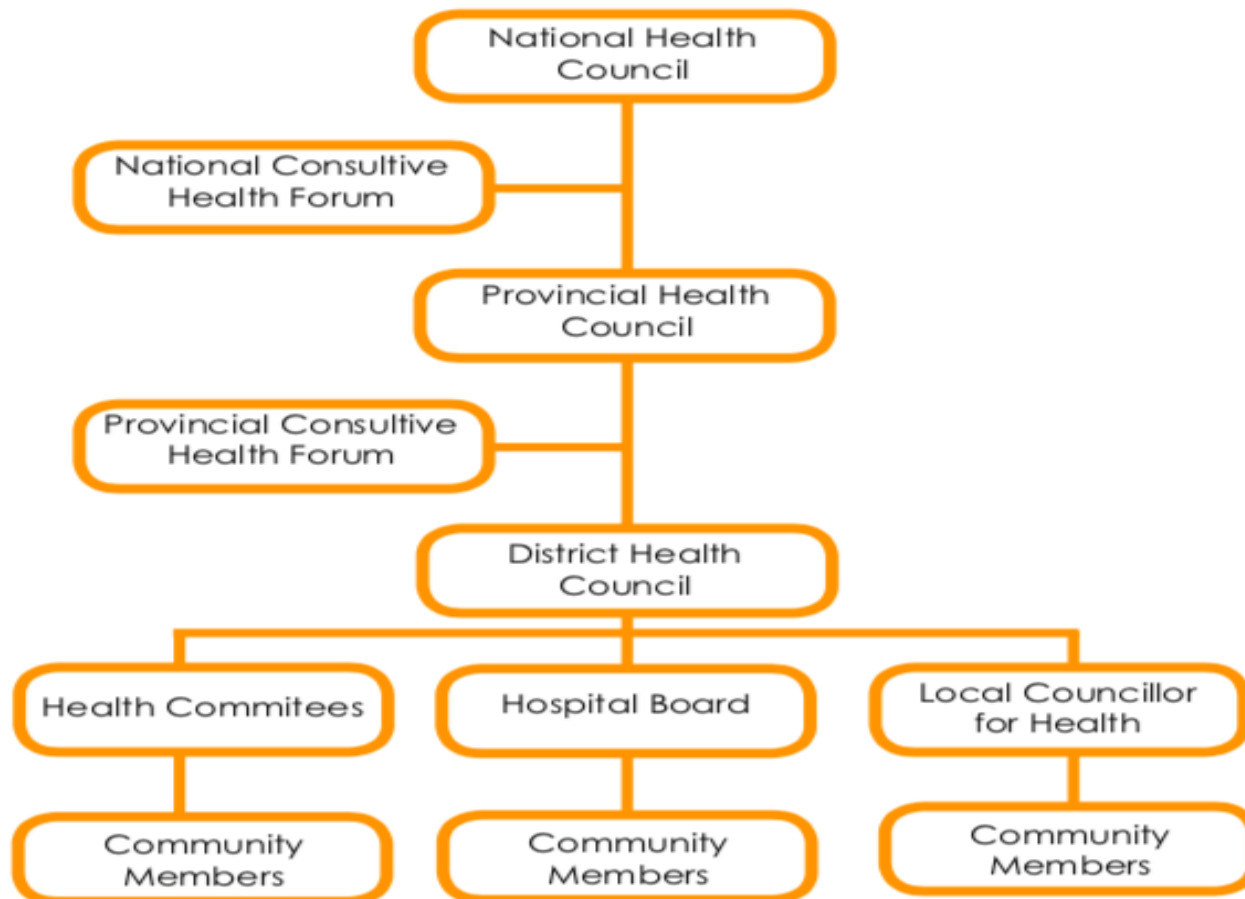 National Health
Council
National Consultive
Health Forum
Provincial Health
Council
Provincial Consultive
Health Forum
District Health
Council
Health Commitees
Hospital Board
Local Councillor
for Health
Community
Members
Community
Members
Community
Members